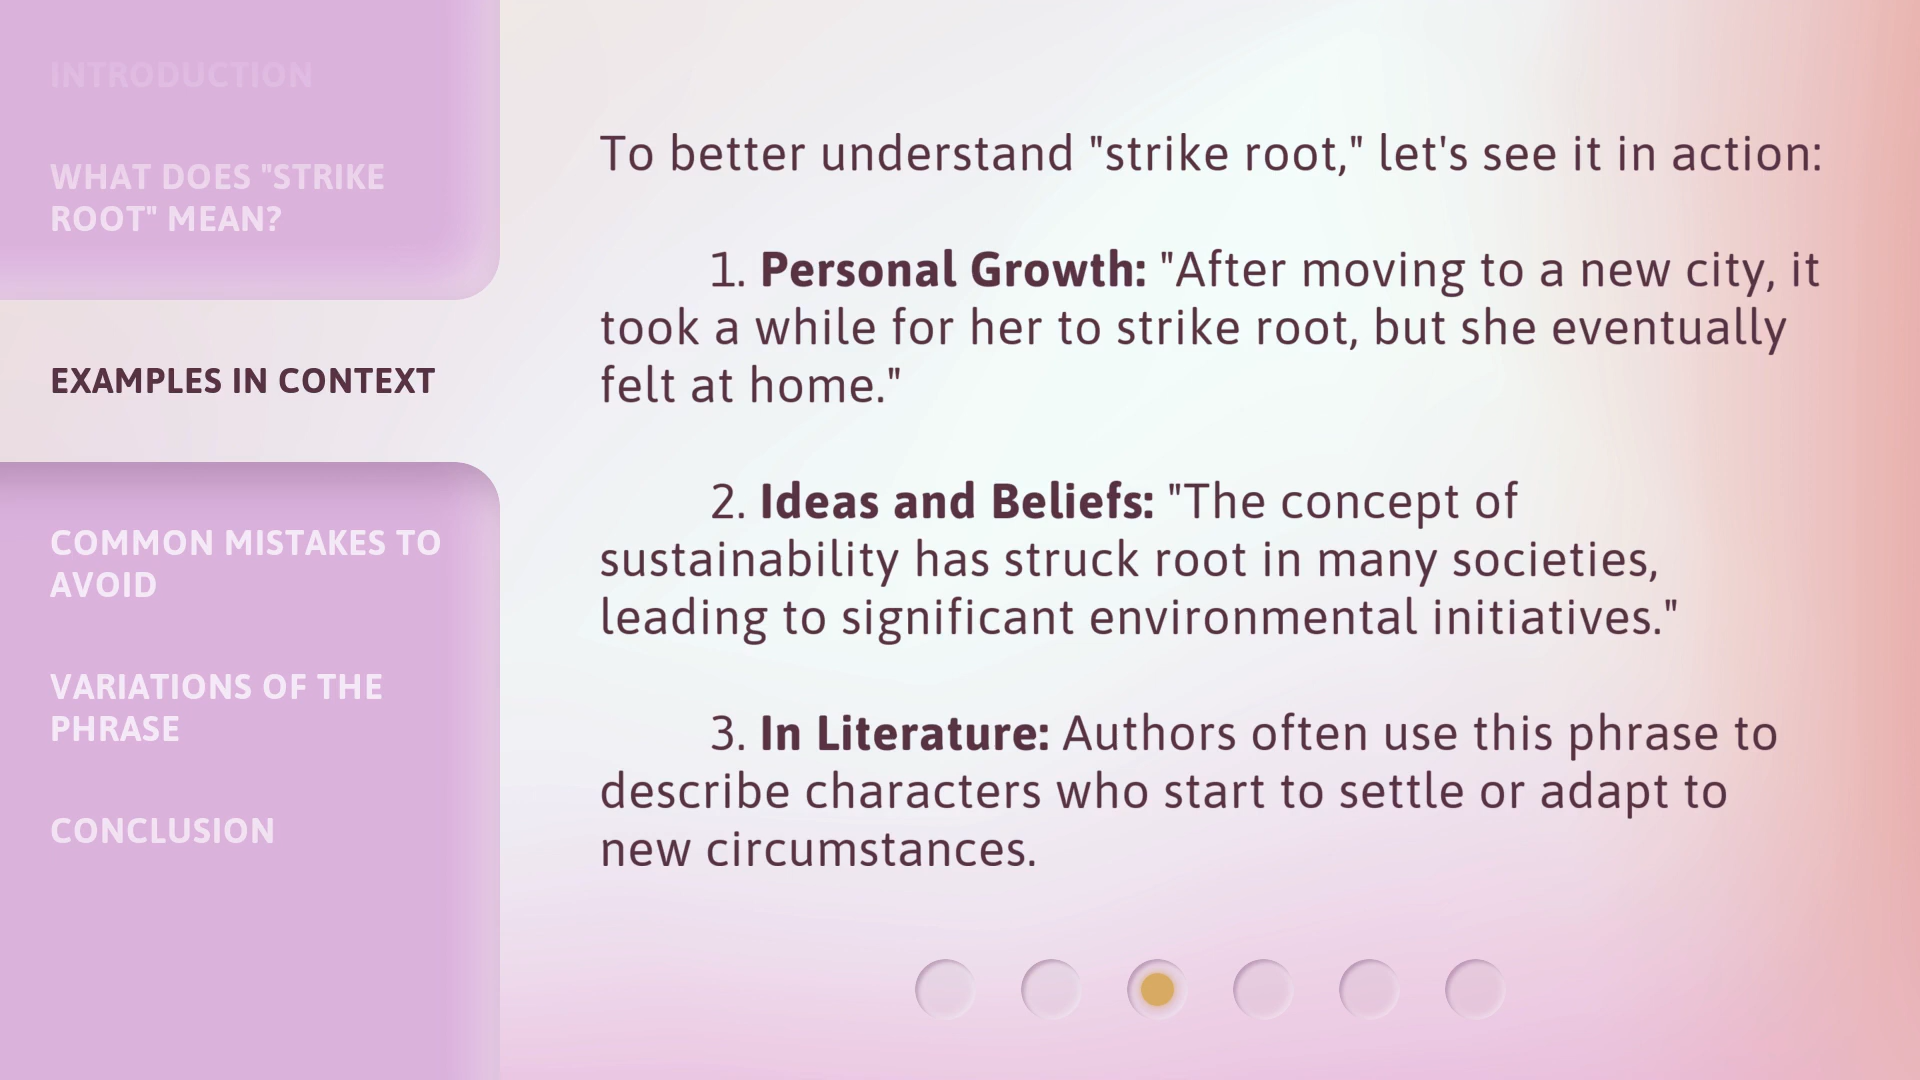 INTRODUCTION
WHAT DOES "STRIKE
ROOT" MEAN?
EXAMPLES IN CONTEXT
COMMON MISTAKES TO
AVOID
VARIATIONS OF THE
PHRASE
CONCLUSION
To better understand "strike root," let's see it in action:
1. Personal Growth: "After moving to a new city, it
took a while for her to strike root, but she eventually
felt at home."
2. Ideas and Beliefs: "The concept of
sustainability has struck root in many societies,
leading to significant environmental initiatives."
3. In Literature: Authors often use this phrase to
describe characters who start to settle or adapt to
new circumstances.